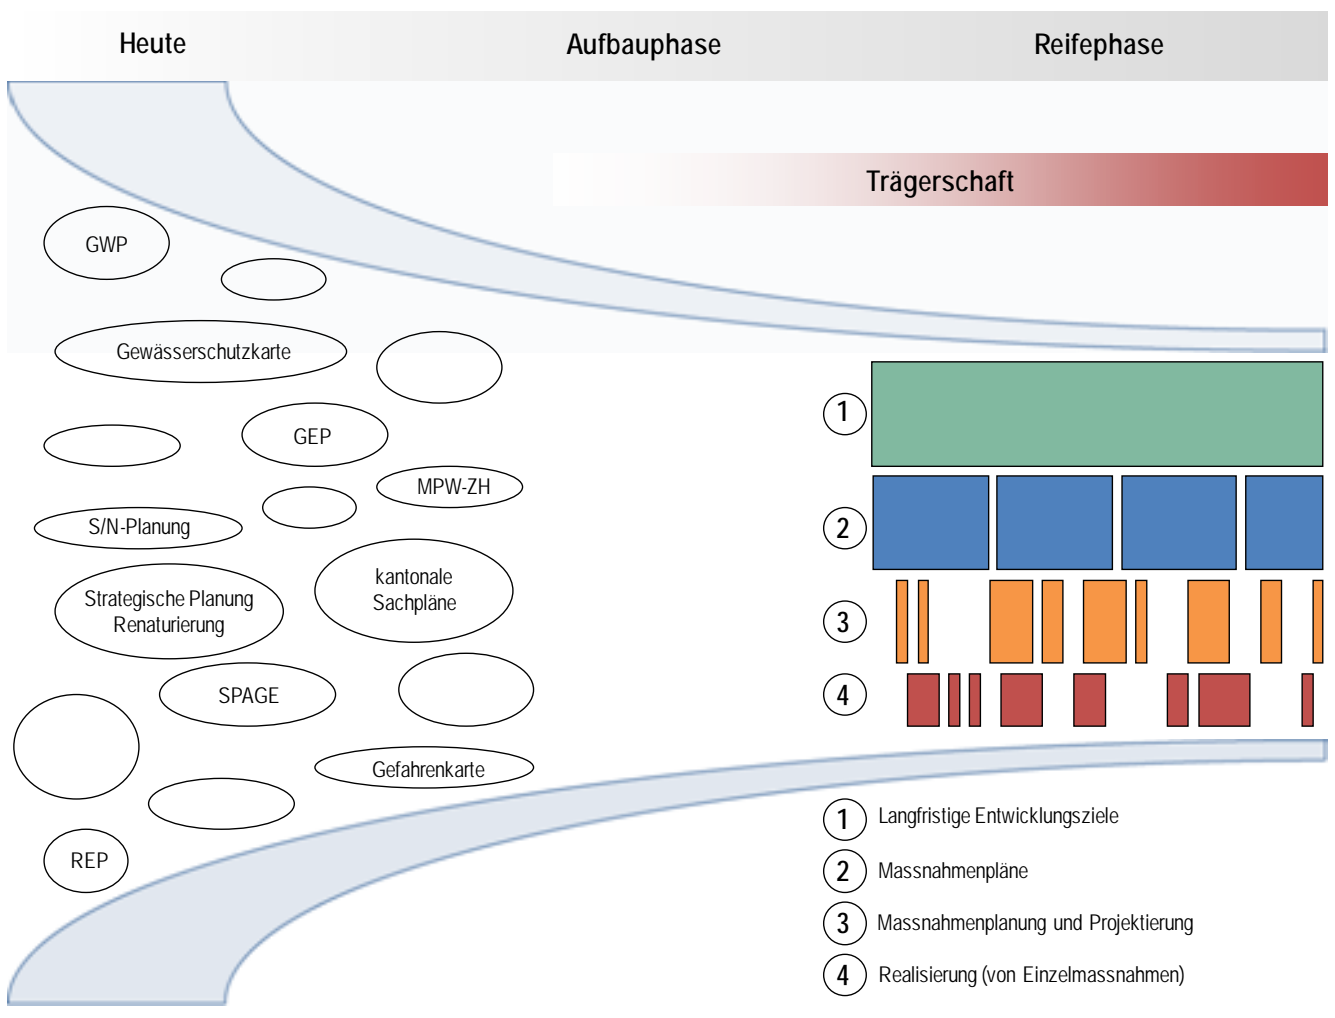 Heute
Aufbauphase
Reifephase
Trägerschaft
GWP
Gewässerschutzkarte
GEP
MPW-ZH
S/N-Planung
kantonale
Sachpläne
Strategische Planung
Renaturierung
SPAGE
Gefahrenkarte
REP
1
2
3
4
1 Langfristige Entwicklungsziele
2 Massnahmenpläne
3 Massnahmenplanung und Projektierung
4 Realisierung (von Einzelmassnahmen)